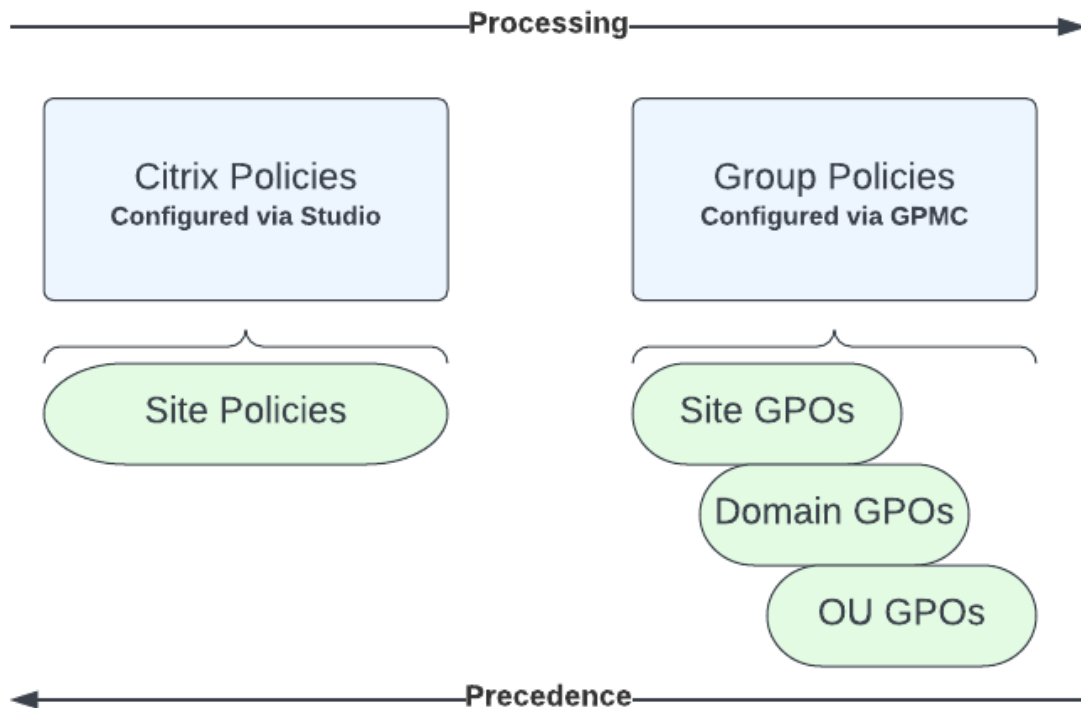 Processing
Citrix Policies
Configured via Studio
Group Policies
Configured via GPMC
Site Policies
Site GPOs
Domain GPOs
OU GPOs
Precedence